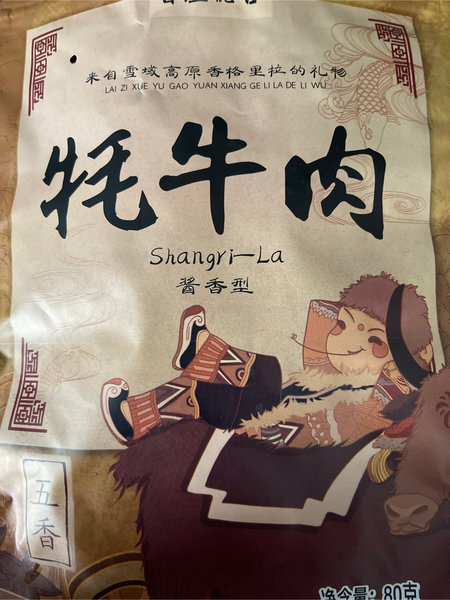 来自雪域高原香格里拉的礼物
LAI ZI XUE YU GAO YUAN XIANG GE LI LA DE LI WU
牦牛肉
Shangri-La
酱香型
五香
净含量：80克